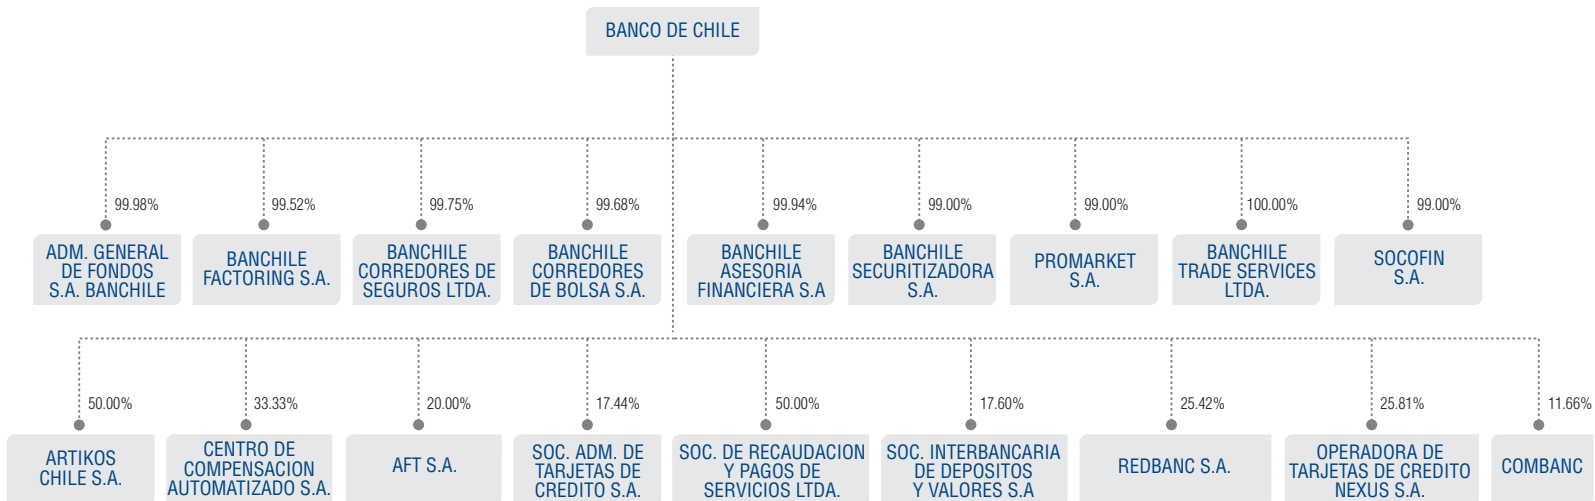 BANCO DE CHILE
99.98%
99.52%
99.75%
99.68%
99.94%
99.00%
99.00%
100.00%
99.00%
ADM. GENERAL
DE FONDOS
S.A. BANCHILE
BANCHILE
FACTORING S.A.
BANCHILE
CORREDORES DE
SEGUROS LTDA.
BANCHILE
CORREDORES
DE BOLSA S.A.
BANCHILE
ASESORIA
FINANCIERA S.A
BANCHILE
SECURITIZADORA
S.A.
PROMARKET
S.A.
BANCHILE
TRADE SERVICES
LTDA.
SOCOFIN
S.A.
50.00%
33.33%
20.00%
17.44%
50.00%
17.60%
25.42%
25.81%
11.66%
ARTIKOS
CHILE S.A.
CENTRO DE
COMPENSACION
AUTOMATIZADO S.A.
AFT S.A.
SOC. ADM. DE
TARJETAS DE
CREDITO S.A.
SOC. DE RECAUDACION
Y PAGOS DE
SERVICIOS LTDA.
SOC. INTERBANCARIA
DE DEPOSITOS
Y VALORES S.A
REDBANC S.A.
OPERADORA DE
TARJETAS DE CREDITO
NEXUS S.A.
COMBANC